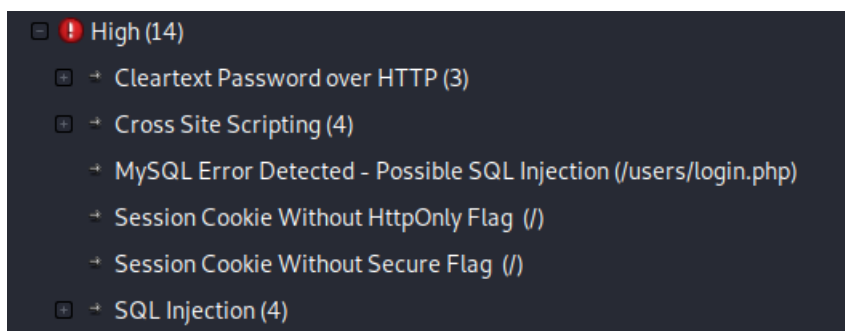 High (14)
Cleartext Password over HTTP (3)
Cross Site Scripting (4)
MySQL Error Detected - Possible SQL Injection (/users/login.php)
Session Cookie Without HttpOnly Flag (/)
Session Cookie Without Secure Flag (/)
SQL Injection (4)